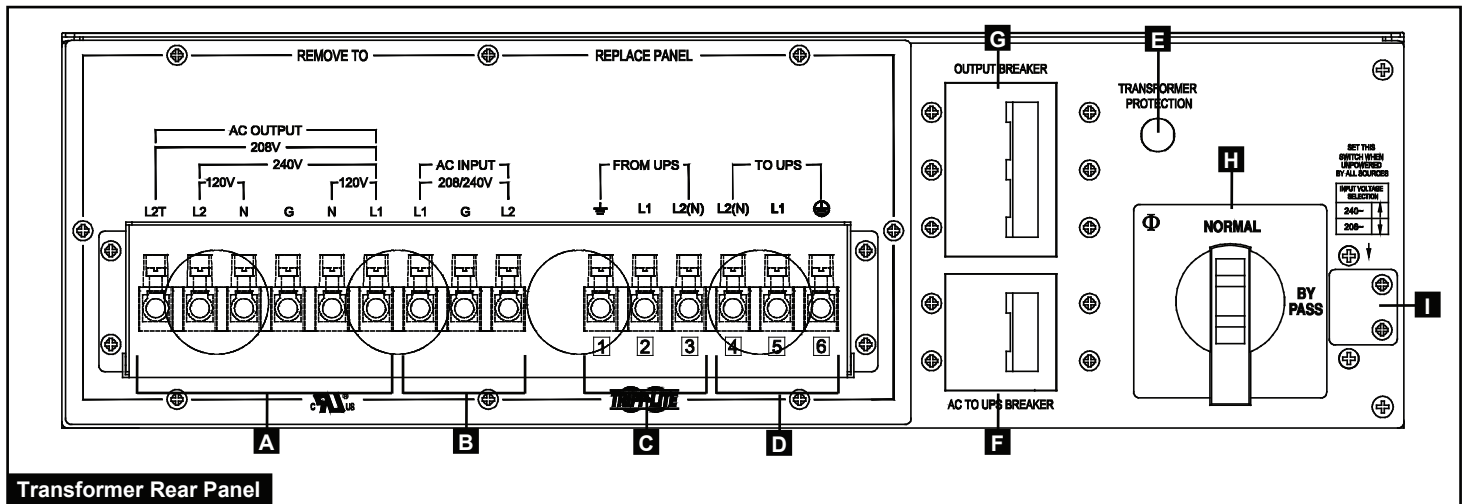 REMOVE TO REPLACE PANEL
AC OUTPUT
208V
240V
120V 120V
AC INPUT
208/240V
FROM UPS TO UPS
L2T L2 N G N L1 L1 G L2 L1 L2(N) L2(N) L1
1 2 3 4 5 6
C US ®
TRIPP·LITE
A B C D
G
OUTPUT BREAKER
E
TRANSFORMER
PROTECTION
AC TO UPS BREAKER
F
H
Φ
NORMAL
BY
PASS
SET THIS
SWITCH WHEN
UNPOWERED
BY ALL SOURCES
INPUT VOLTAGE
SELECTION
240~
208~
I
Transformer Rear Panel